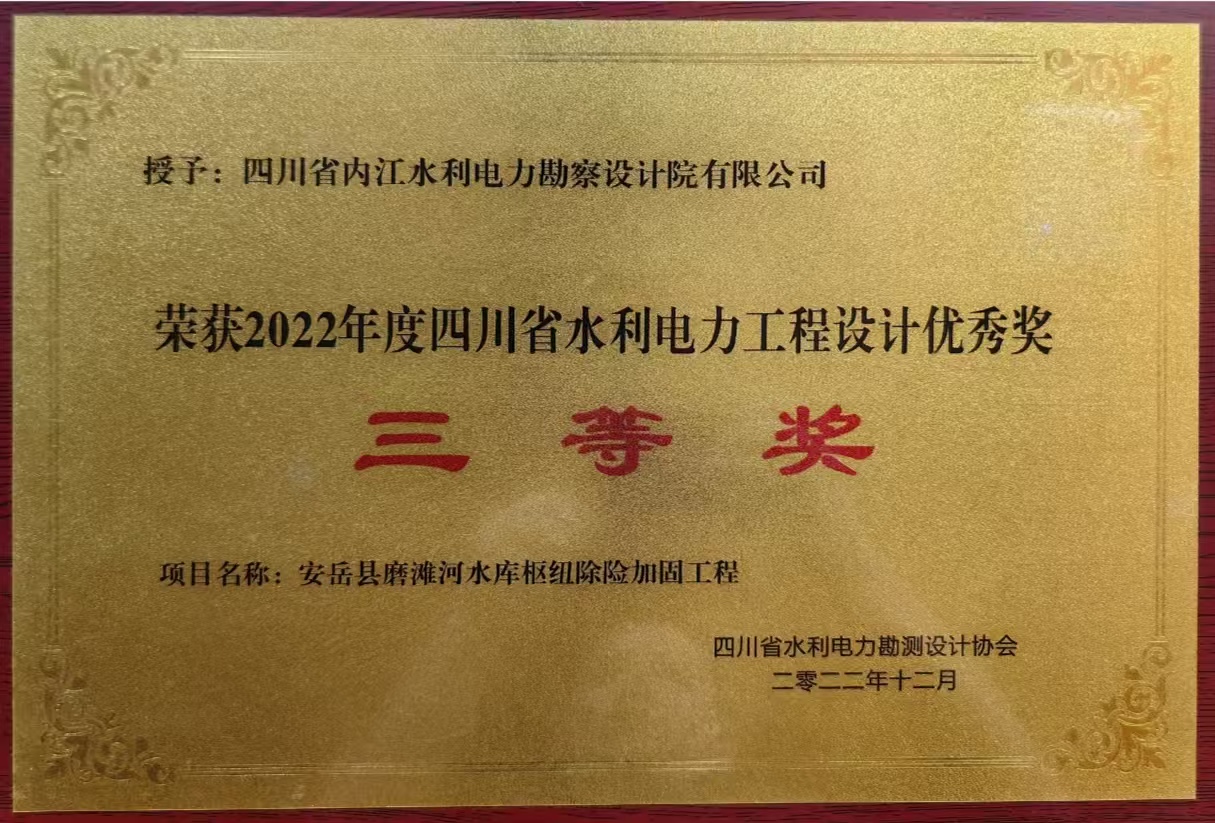 授予：四川省内江水利电力勘察设计院有限公司
荣获2022年度四川省水利电力工程设计优秀奖
三等奖
项目名称：安岳县磨滩河水库枢纽除险加固工程
四川省水利电力勘测设计协会
二零二二年十二月